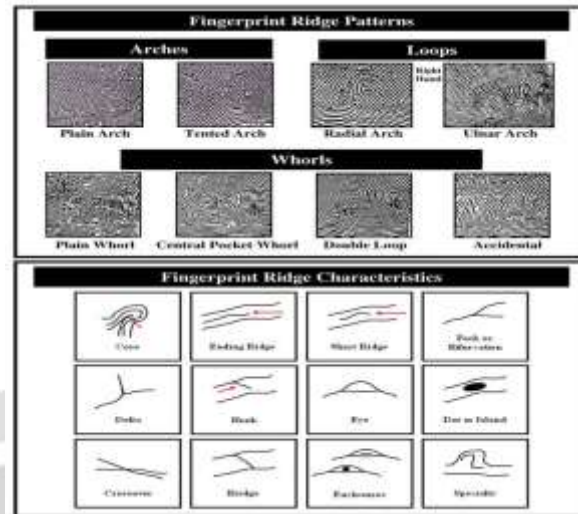 Fingerprint Ridge Patterns
Arches
Loops
Right
Hand
Plain Arch
Tented Arch
Radial Arch
Ulnar Arch
Whorls
Plain Whorl
Central Pocket Whorl
Double Loop
Accidental
Fingerprint Ridge Characteristics
Core
Ending Ridge
Short Ridge
Fork or
Bifurcation
Delta
Hook
Eye
Dot or Island
Crossover
Bridge
Enclosures
Specialty